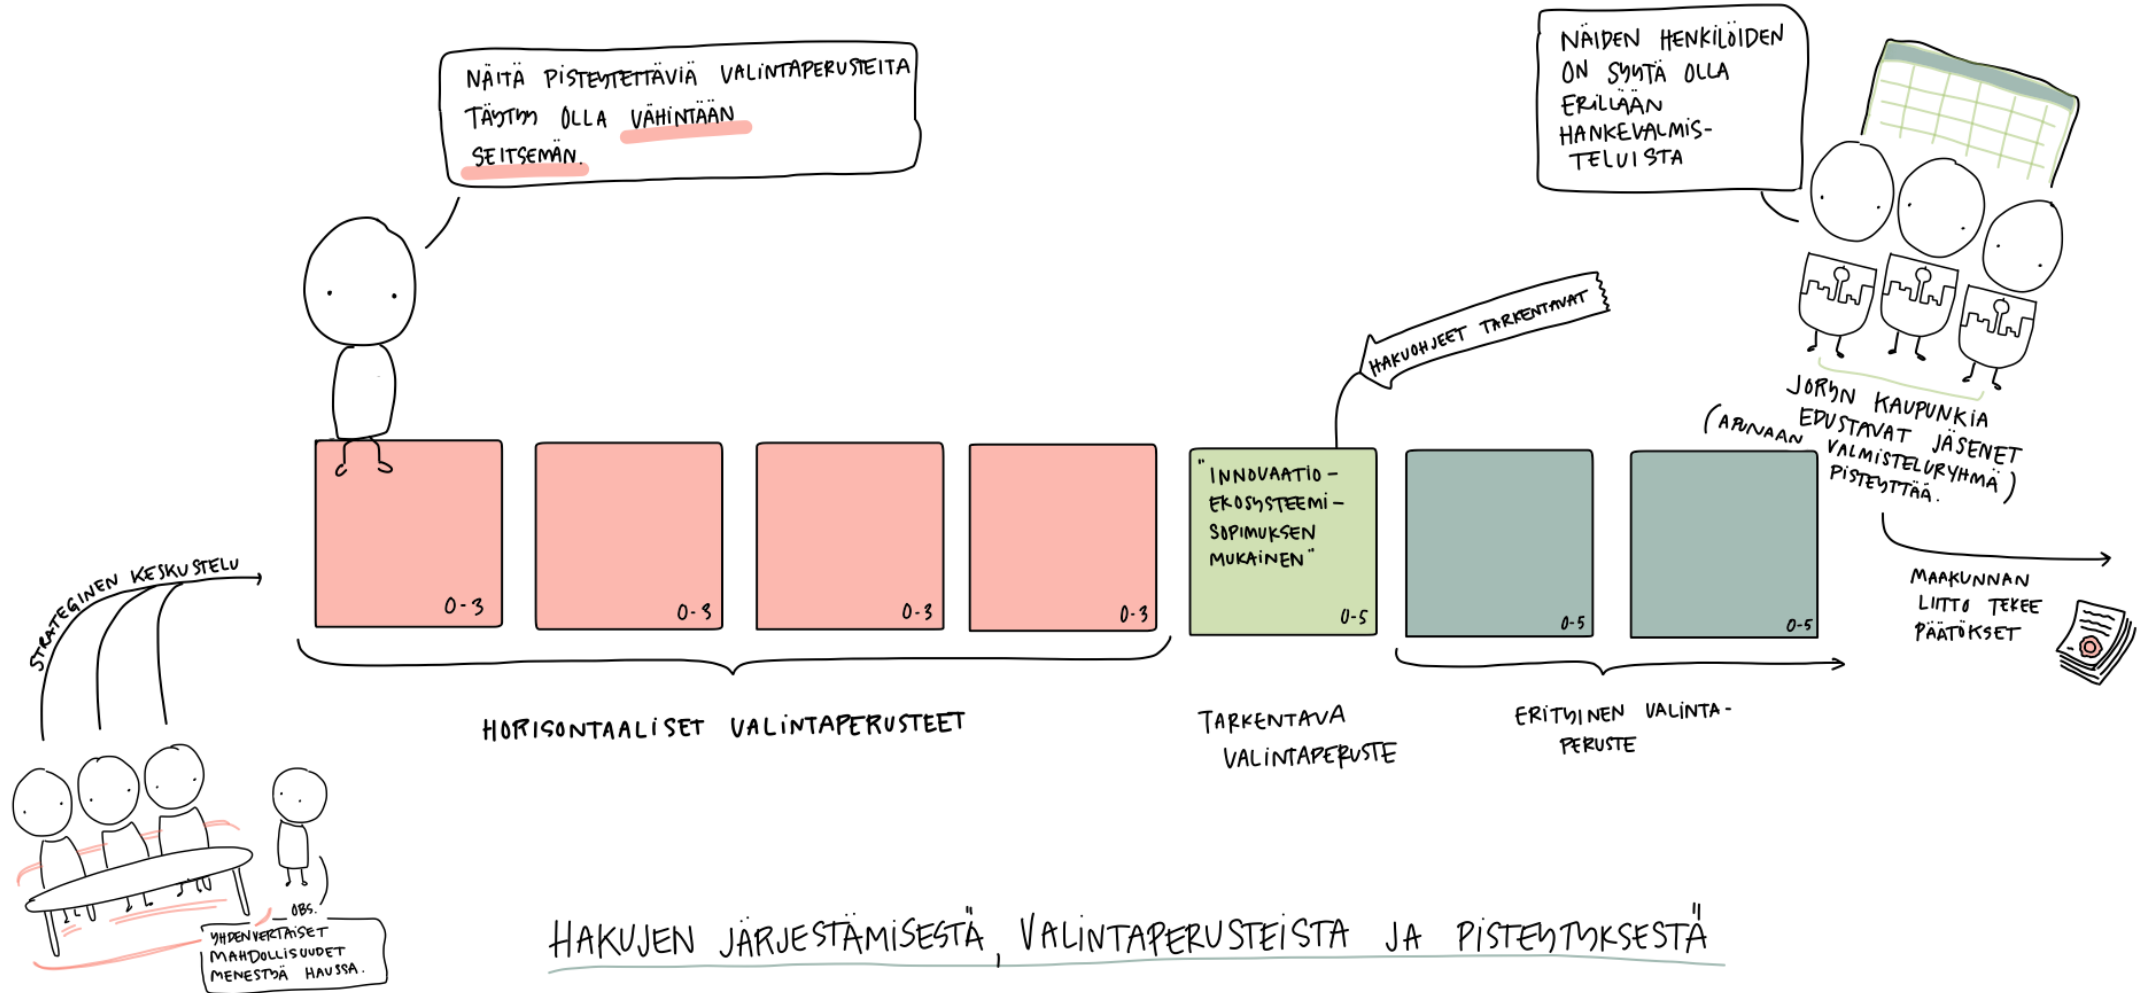 NÄITÄ PISTEYTETTÄVIÄ VALINTAPERUSTEITA
TÄYTYY OLLA VÄHINTÄÄN
SEITSEMÄN.
NÄIDEN HENKILÖIDEN
ON SYYTÄ OLLA
ERILLÄÄN
HANKEVALMIS-
TELUISTA
HAKUOHJEET TARKENTAVAT
JORYN KAUPUNKIA
EDUSTAVAT JÄSENET
(APUNAAN VALMISTELURYHMÄ)
PISTEYTTÄÄ.
STRATEGINEN KESKUSTELU
0-3
0-3
0-3
0-3
"INNOVAATIO-
EKOSYSTEEMI-
SOPIMUKSEN
MUKAINEN"
0-5
0-5
0-5
MAAKUNNAN
LIITTO TEKEE
PÄÄTÖKSET
HORISONTAALISET VALINTAPERUSTEET
TARKENTAVA
VALINTAPERUSTE
ERITYINEN VALINTA-
PERUSTE
OBS.
YHDENVERTAISET
MAHDOLLISUUDET
MENESTYÄ HAUSSA.
HAKUJEN JÄRJESTÄMISESTÄ, VALINTAPERUSTEISTA JA PISTEYTYKSESTÄ